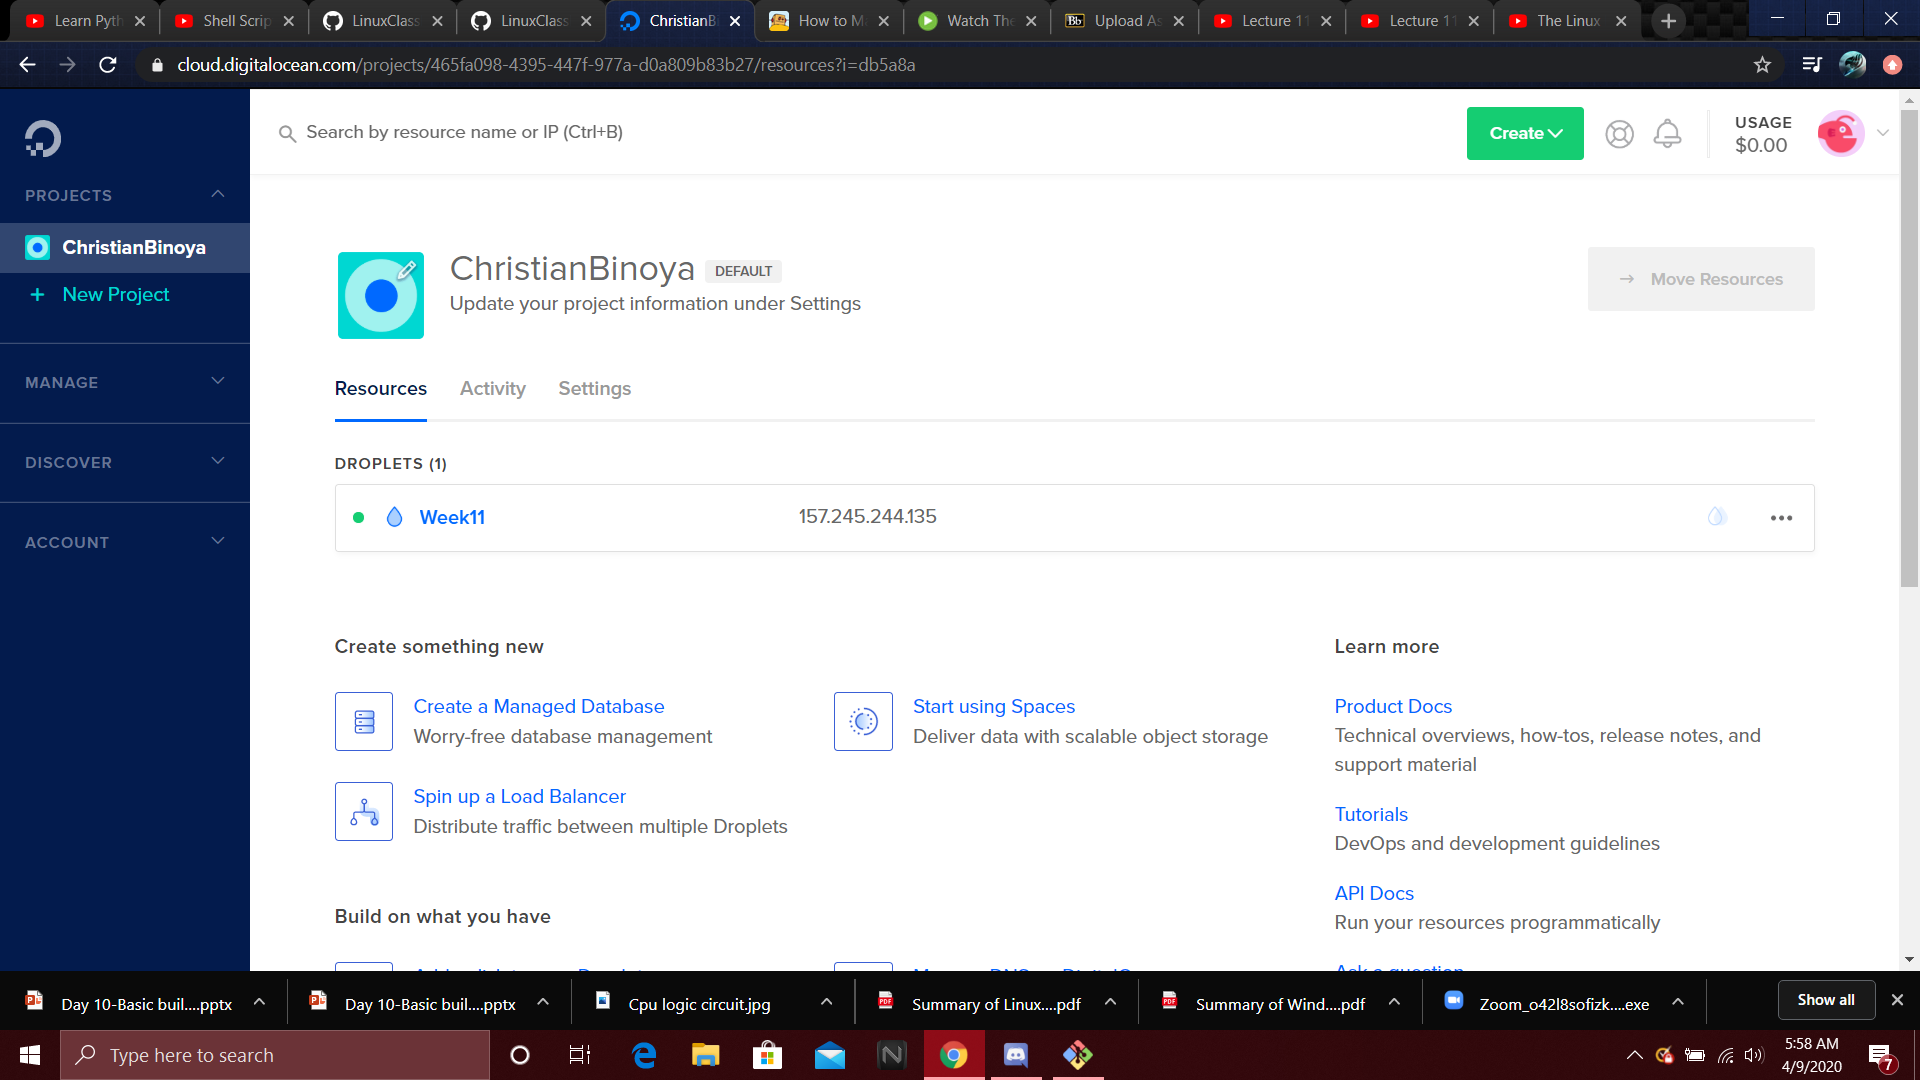 Learn Pyth
Shell Scrip
LinuxClass
LinuxClass
ChristianB
How to M
Watch The
Bb
Upload As
Lecture 11
Lecture 11
The Linux
cloud.digitalocean.com/projects/465fa098-4395-447f-977a-d0a809b83b27/resources?i=db5a8a
Search by resource name or IP (Ctrl+B)
Create
USAGE
$0.00
PROJECTS
ChristianBinoya
+ New Project
MANAGE
DISCOVER
ACCOUNT
ChristianBinoya DEFAULT
Update your project information under Settings
→ Move Resources
Resources Activity Settings
DROPLETS (1)
Week11 157.245.244.135
Create something new
Create a Managed Database
Worry-free database management
Start using Spaces
Deliver data with scalable object storage
Spin up a Load Balancer
Distribute traffic between multiple Droplets
Build on what you have
Learn more
Product Docs
Technical overviews, how-tos, release notes, and
support material
Tutorials
DevOps and development guidelines
API Docs
Run your resources programmatically
Ask a question
Day 10-Basic buil....pptx
Day 10-Basic buil....pptx
Cpu logic circuit.jpg
Summary of Linux....pdf
Summary of Wind....pdf
Zoom_o42l8sofizk....exe
Show all
Type here to search
5:58 AM
4/9/2020
7